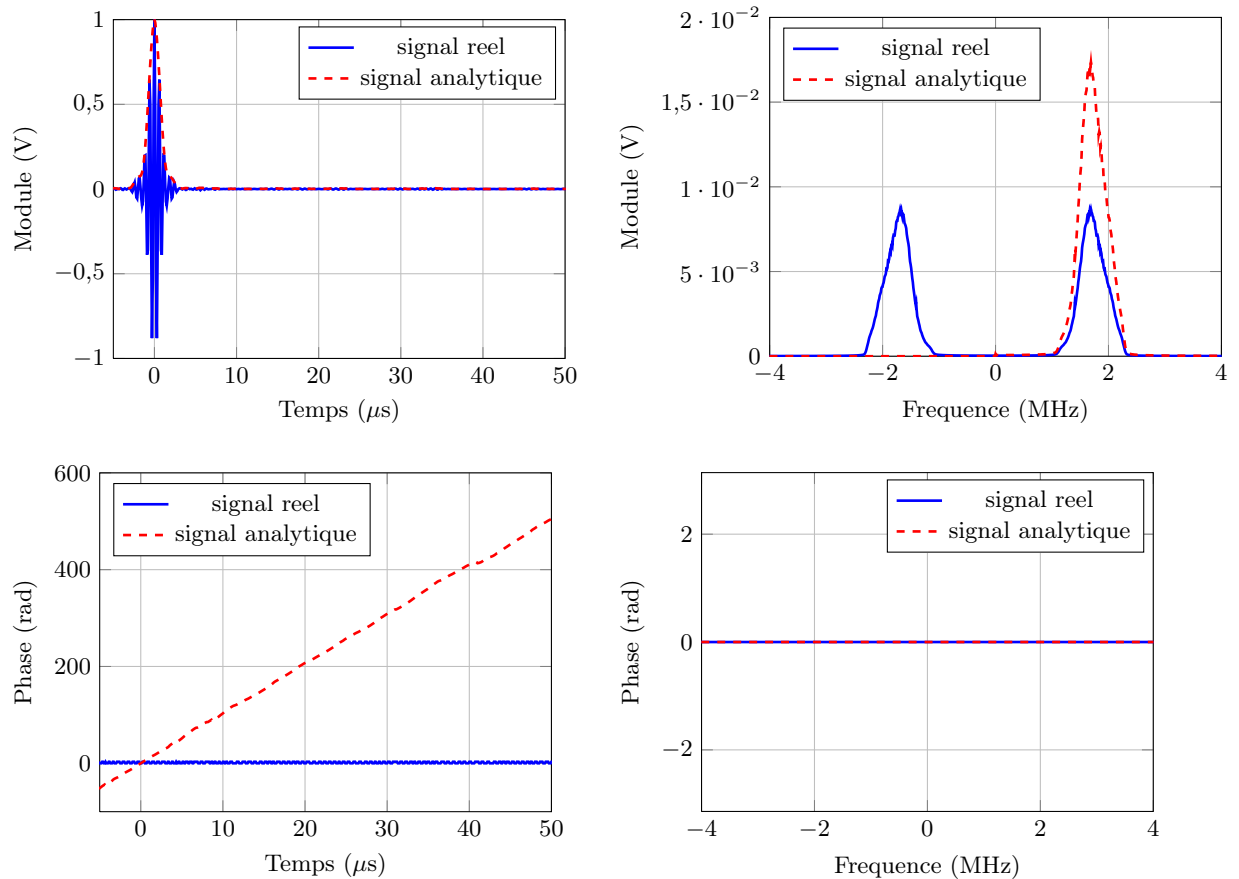 1
0,5
0
−0,5
−1
0
10
20
30
40
50
Temps (μs)
Module (V)
signal reel
signal analytique
2 · 10⁻²
1,5 · 10⁻²
1 · 10⁻²
5 · 10⁻³
0
−4
−2
0
2
4
Frequence (MHz)
Module (V)
signal reel
signal analytique
600
400
200
0
0
10
20
30
40
50
Temps (μs)
Phase (rad)
signal reel
signal analytique
2
0
−2
−4
−2
0
2
4
Frequence (MHz)
Phase (rad)
signal reel
signal analytique